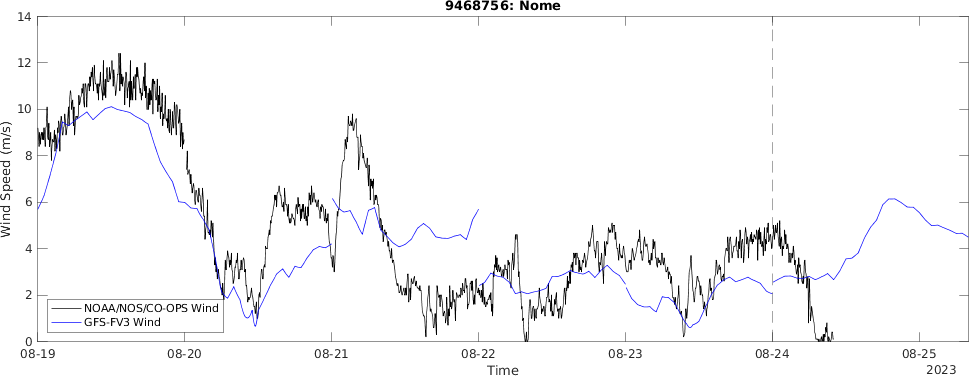 9468756: Nome
14
12
10
8
6
4
2
0
Wind Speed (m/s)
NOAA/NOS/CO-OPS Wind
GFS-FV3 Wind
08-19 08-20 08-21 08-22 08-23 08-24 08-25
Time
2023